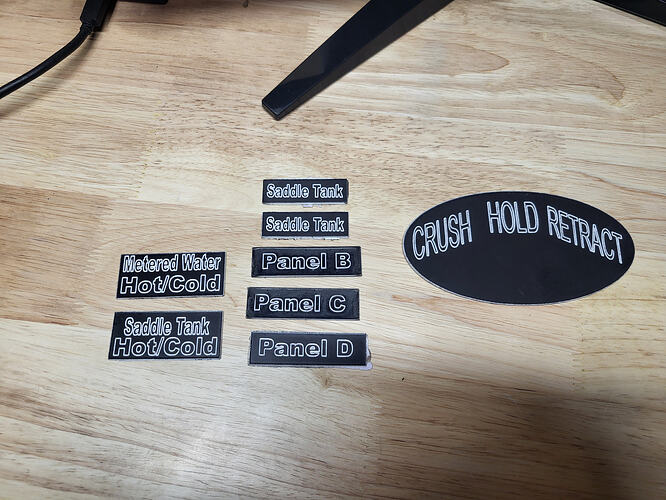 Saddle Tank
Saddle Tank
Panel B
Panel C
Panel D
Metered Water
Hot/Cold
Saddle Tank
Hot/Cold
CRUSH HOLD RETRACT